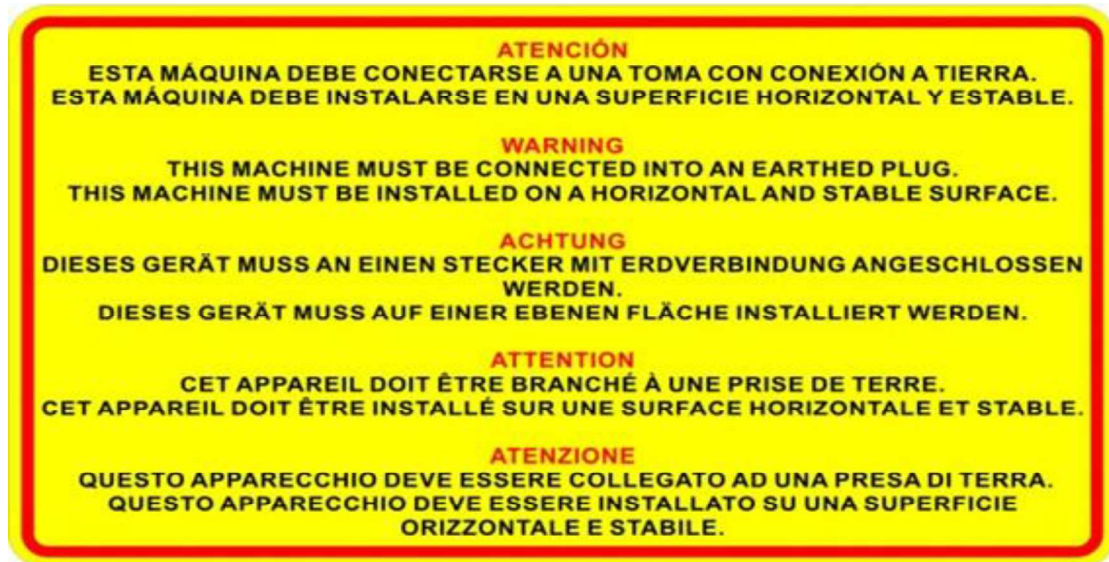 ATENCIÓN
ESTA MÁQUINA DEBE CONECTARSE A UNA TOMA CON CONEXIÓN A TIERRA.
ESTA MÁQUINA DEBE INSTALARSE EN UNA SUPERFICIE HORIZONTAL Y ESTABLE.
WARNING
THIS MACHINE MUST BE CONNECTED INTO AN EARTHED PLUG.
THIS MACHINE MUST BE INSTALLED ON A HORIZONTAL AND STABLE SURFACE.
ACHTUNG
DIESES GERÄT MUSS AN EINEN STECKER MIT ERDVERBINDUNG ANGESCHLOSSEN
WERDEN.
DIESES GERÄT MUSS AUF EINER EBENEN FLÄCHE INSTALLIERT WERDEN.
ATTENTION
CET APPAREIL DOIT ÊTRE BRANCHÉ À UNE PRISE DE TERRE.
CET APPAREIL DOIT ÊTRE INSTALLÉ SUR UNE SURFACE HORIZONTALE ET STABLE.
ATENZIONE
QUESTO APPARECCHIO DEVE ESSERE COLLEGATO AD UNA PRESA DI TERRA.
QUESTO APPARECCHIO DEVE ESSERE INSTALLATO SU UNA SUPERFICIE
ORIZZONTALE E STABILE.